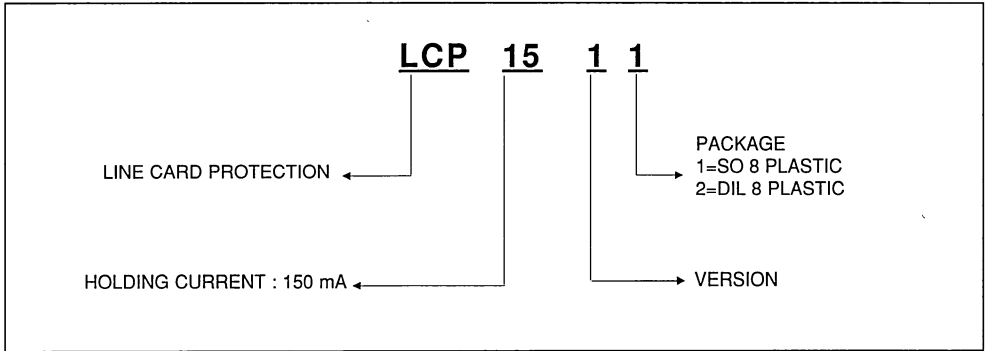 LCP 15 1 1
PACKAGE
1=SO 8 PLASTIC
2=DIL 8 PLASTIC
LINE CARD PROTECTION
HOLDING CURRENT : 150 mA
VERSION